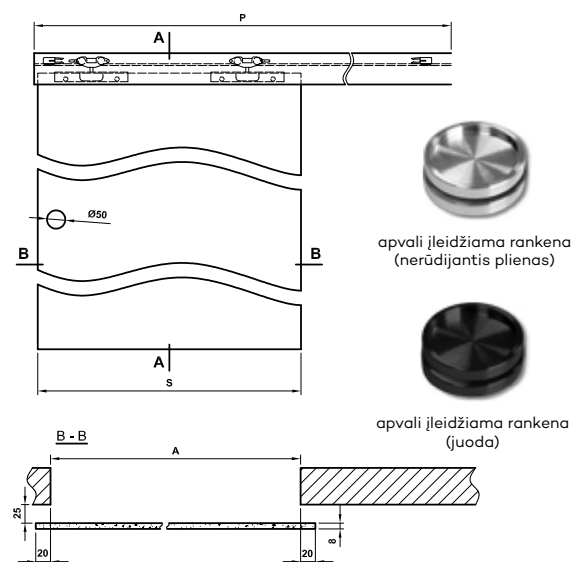 P
A
Ø50
B
B
A
S
apvali įleidžiama rankena
(nerūdijantis plienas)
apvali įleidžiama rankena
(juoda)
B - B
A
25
20
20
8